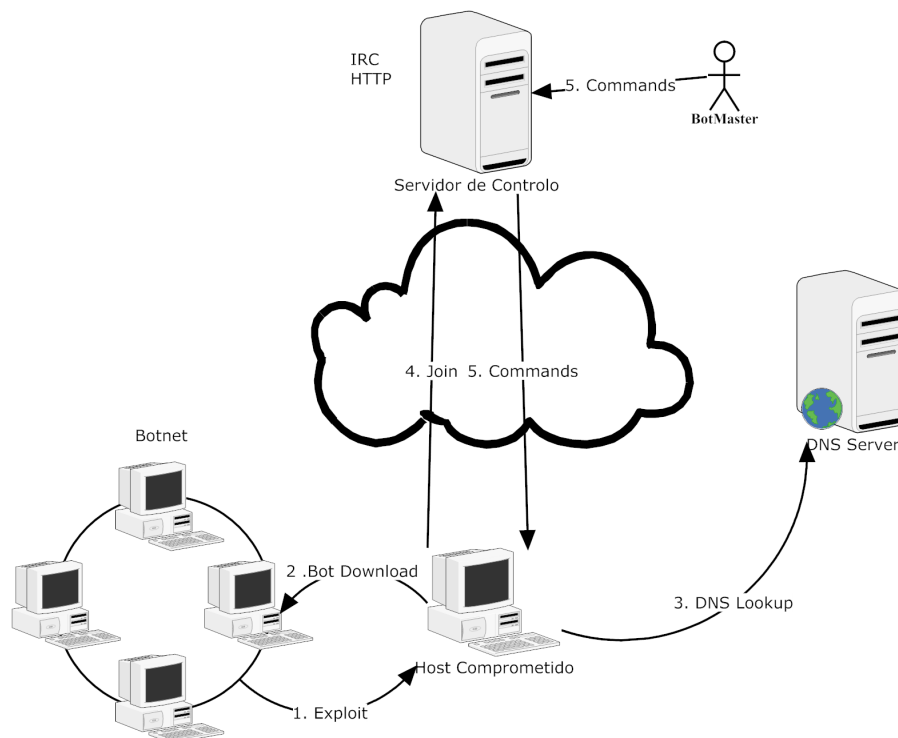 IRC
HTTP
5. Commands
BotMaster
Servidor de Controlo
4. Join
5. Commands
Botnet
DNS Server
2 .Bot Download
3. DNS Lookup
Host Comprometido
1. Exploit